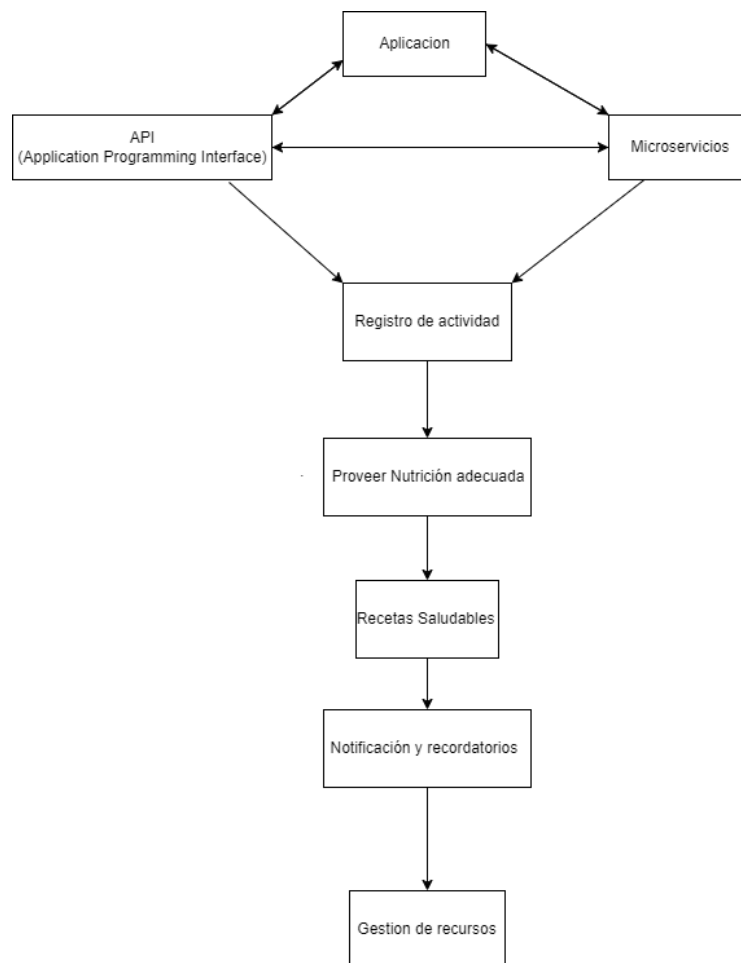 Aplicacion
API
(Application Programming Interface)
Microservicios
Registro de actividad
Proveer Nutrición adecuada
Recetas Saludables
Notificación y recordatorios
Gestion de recursos